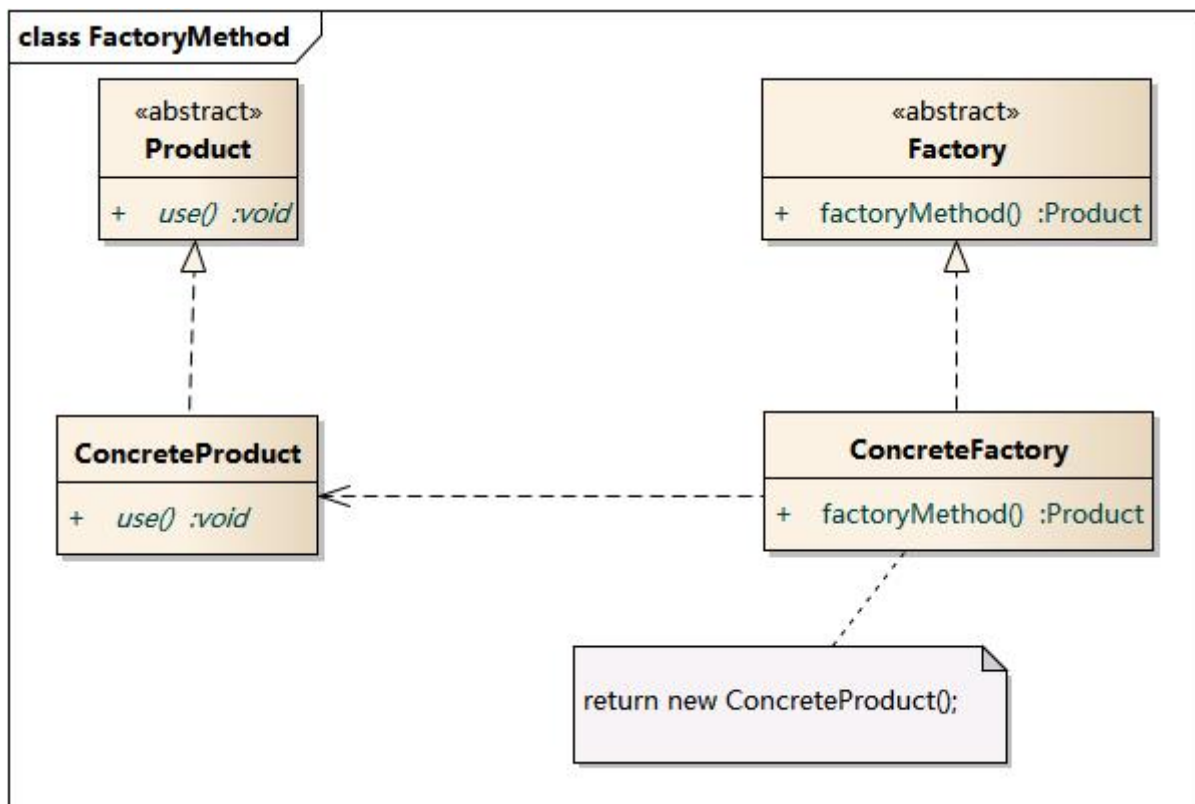 class FactoryMethod
«abstract»
Product
+ use() :void
«abstract»
Factory
+ factoryMethod() :Product
ConcreteProduct
+ use() :void
ConcreteFactory
+ factoryMethod() :Product
return new ConcreteProduct();